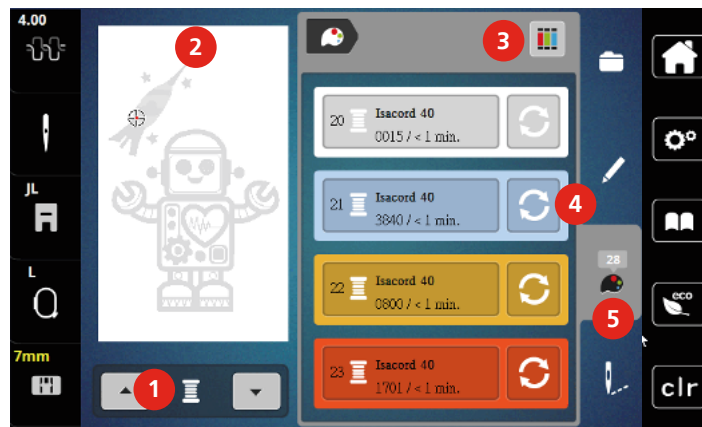 4.00
2
3
20
Isacord 40
0015 / < 1 min.
21
Isacord 40
3840 / < 1 min.
4
JL
L
22
Isacord 40
0800 / < 1 min.
28
5
eco
7mm
1
23
Isacord 40
1701 / < 1 min.
clr